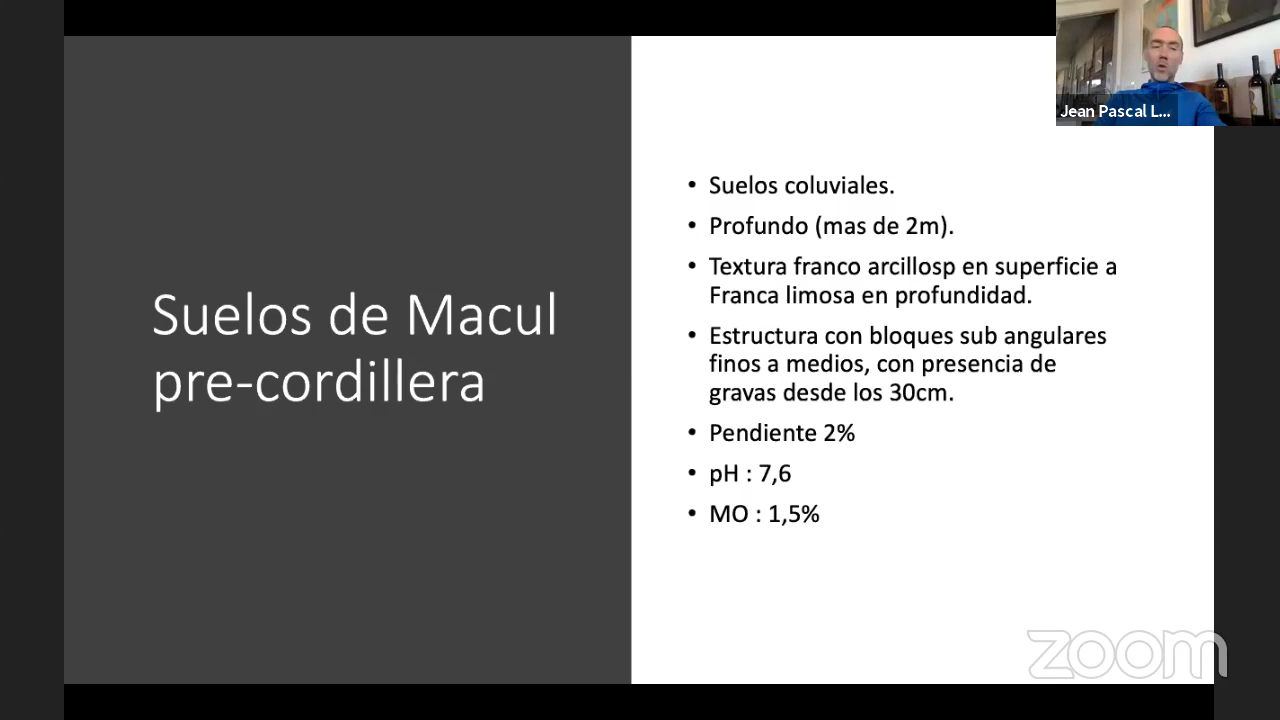 Jean Pascal L...
Suelos de Macul
pre-cordillera
• Suelos coluviales.
• Profundo (mas de 2m).
• Textura franco arcillosp en superficie a
Franca limosa en profundidad.
• Estructura con bloques sub angulares
finos a medios, con presencia de
gravas desde los 30cm.
• Pendiente 2%
• pH : 7,6
• MO : 1,5%
zoom